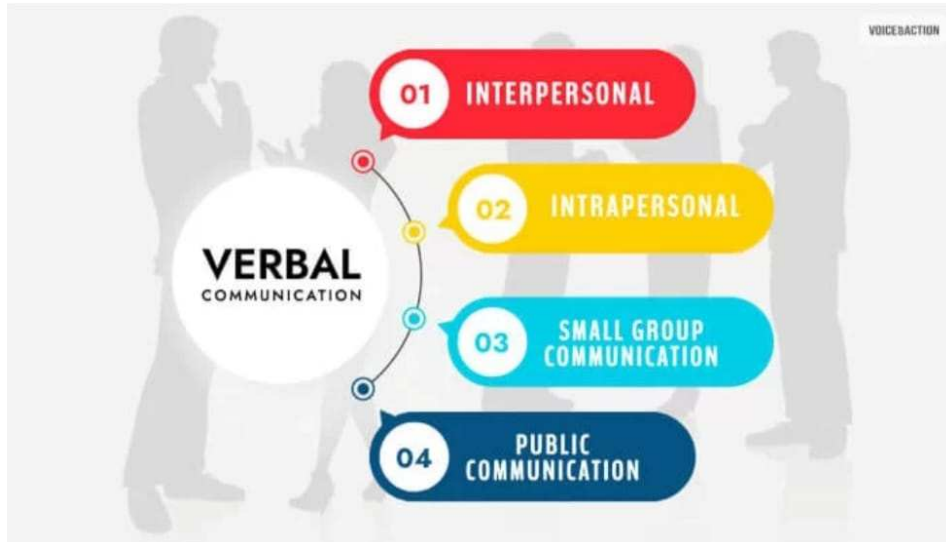 VOICE&ACTION
01 INTERPERSONAL
02 INTRAPERSONAL
VERBAL
COMMUNICATION
03 SMALL GROUP
COMMUNICATION
04 PUBLIC
COMMUNICATION